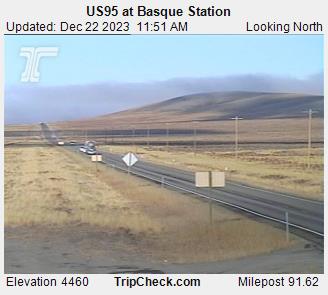 US95 at Basque Station
Updated: Dec 22 2023 11:51 AM Looking North
Elevation 4460 TripCheck.com Milepost 91.62